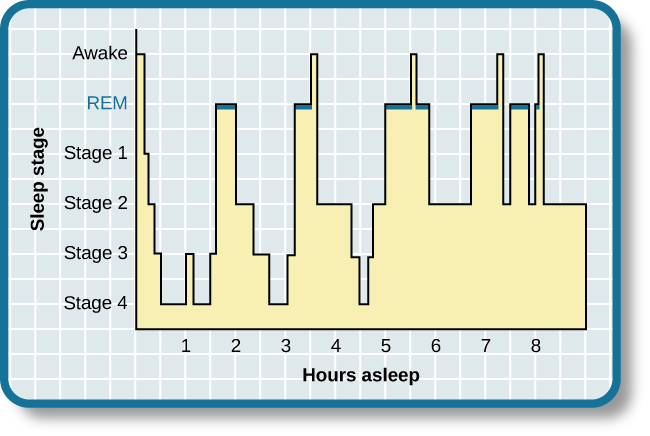 Awake
REM
Stage 1
Stage 2
Stage 3
Stage 4
Sleep stage
1 2 3 4 5 6 7 8
Hours asleep